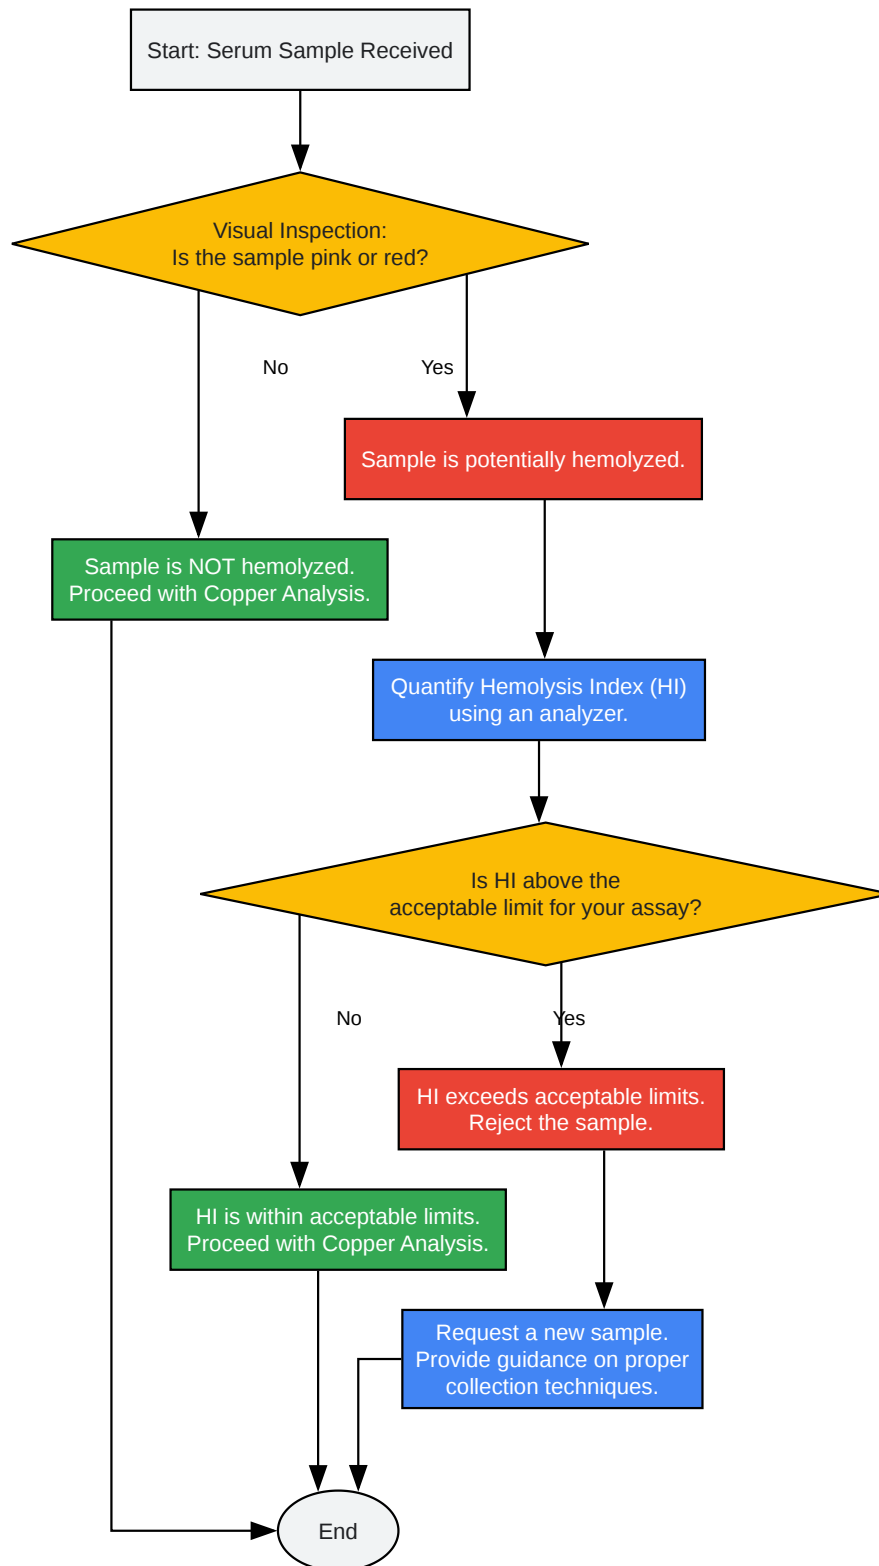 Start: Serum Sample Received
Visual Inspection:
Is the sample pink or red?
No
Yes
Sample is potentially hemolyzed.
Sample is NOT hemolyzed.
Proceed with Copper Analysis.
Quantify Hemolysis Index (HI)
using an analyzer.
Is HI above the
acceptable limit for your assay?
No
Yes
HI exceeds acceptable limits.
Reject the sample.
HI is within acceptable limits.
Proceed with Copper Analysis.
Request a new sample.
Provide guidance on proper
collection techniques.
End